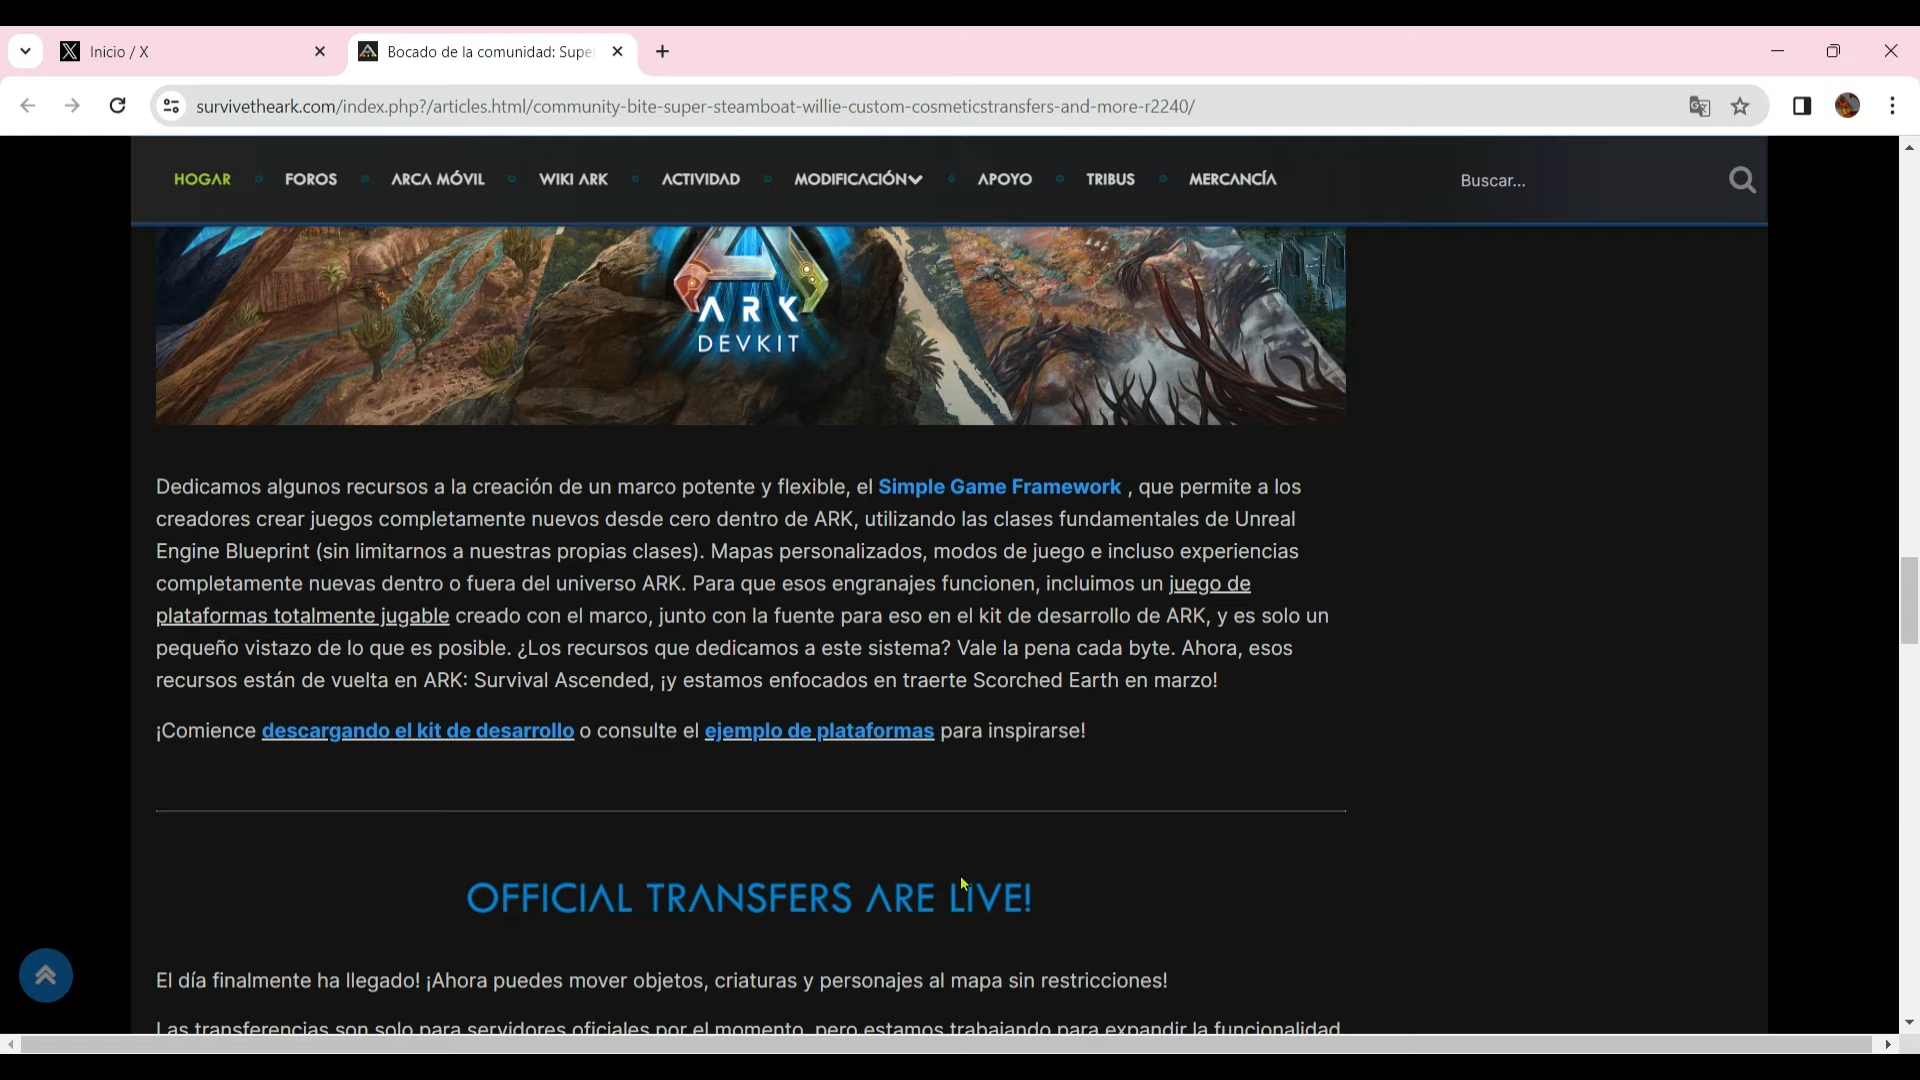 Inicio / X
Bocado de la comunidad: Supe
survivetheark.com/index.php?/articles.html/community-bite-super-steamboat-willie-custom-cosmeticstransfers-and-more-r2240/
HOGAR FOROS ARCA MÓVIL WIKI ARK ACTIVIDAD MODIFICACIÓN APOYO TRIBUS MERCANCÍA Buscar...
ARK
DEVKIT
Dedicamos algunos recursos a la creación de un marco potente y flexible, el Simple Game Framework , que permite a los
creadores crear juegos completamente nuevos desde cero dentro de ARK, utilizando las clases fundamentales de Unreal
Engine Blueprint (sin limitarnos a nuestras propias clases). Mapas personalizados, modos de juego e incluso experiencias
completamente nuevas dentro o fuera del universo ARK. Para que esos engranajes funcionen, incluimos un juego de
plataformas totalmente jugable creado con el marco, junto con la fuente para eso en el kit de desarrollo de ARK, y es solo un
pequeño vistazo de lo que es posible. ¿Los recursos que dedicamos a este sistema? Vale la pena cada byte. Ahora, esos
recursos están de vuelta en ARK: Survival Ascended, ¡y estamos enfocados en traerte Scorched Earth en marzo!
¡Comience descargando el kit de desarrollo o consulte el ejemplo de plataformas para inspirarse!
OFFICIAL TRANSFERS ARE LIVE!
El día finalmente ha llegado! ¡Ahora puedes mover objetos, criaturas y personajes al mapa sin restricciones!
Las transferencias son solo para servidores oficiales por el momento, pero estamos trabajando para expandir la funcionalidad